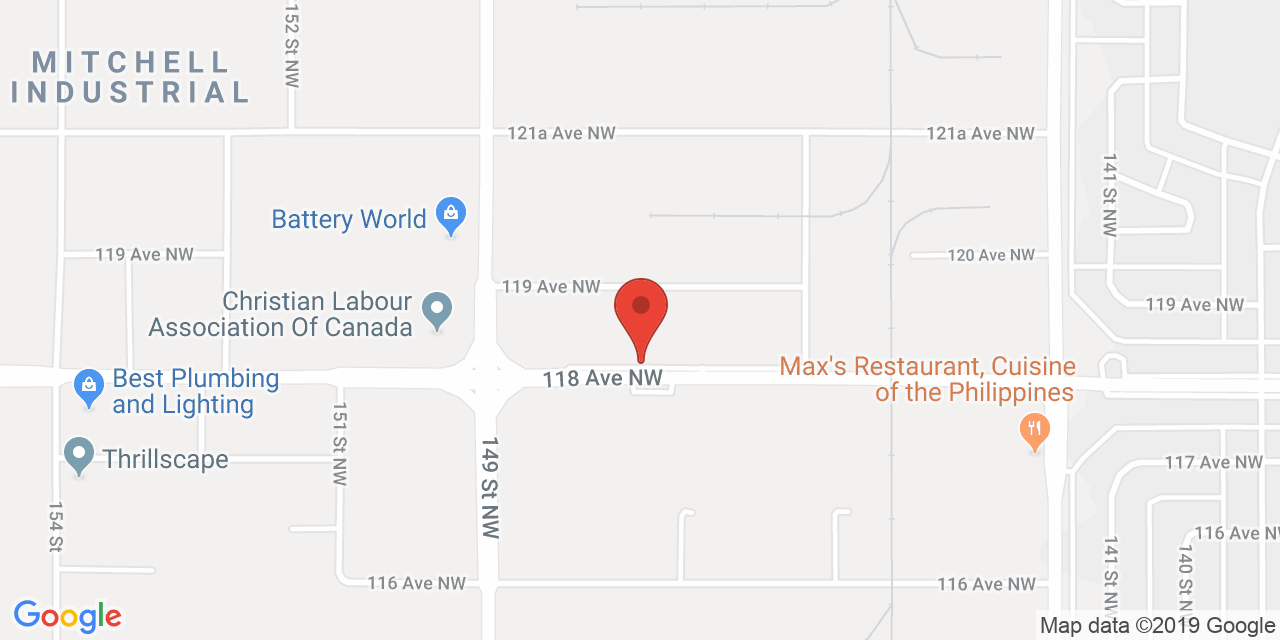 152 St NW
MITCHELL
INDUSTRIAL
121a Ave NW
121a Ave NW
141 St NW
Battery World
119 Ave NW
120 Ave NW
119 Ave NW
119 Ave NW
Christian Labour
Association Of Canada
Best Plumbing
and Lighting
118 Ave NW
Max's Restaurant, Cuisine
of the Philippines
151 St NW
149 St NW
Thrillscape
117 Ave NW
154 St
116 Ave NW
141 St NW
140 St N
116 Ave NW
116 Ave NW
Google
Map data ©2019 Google